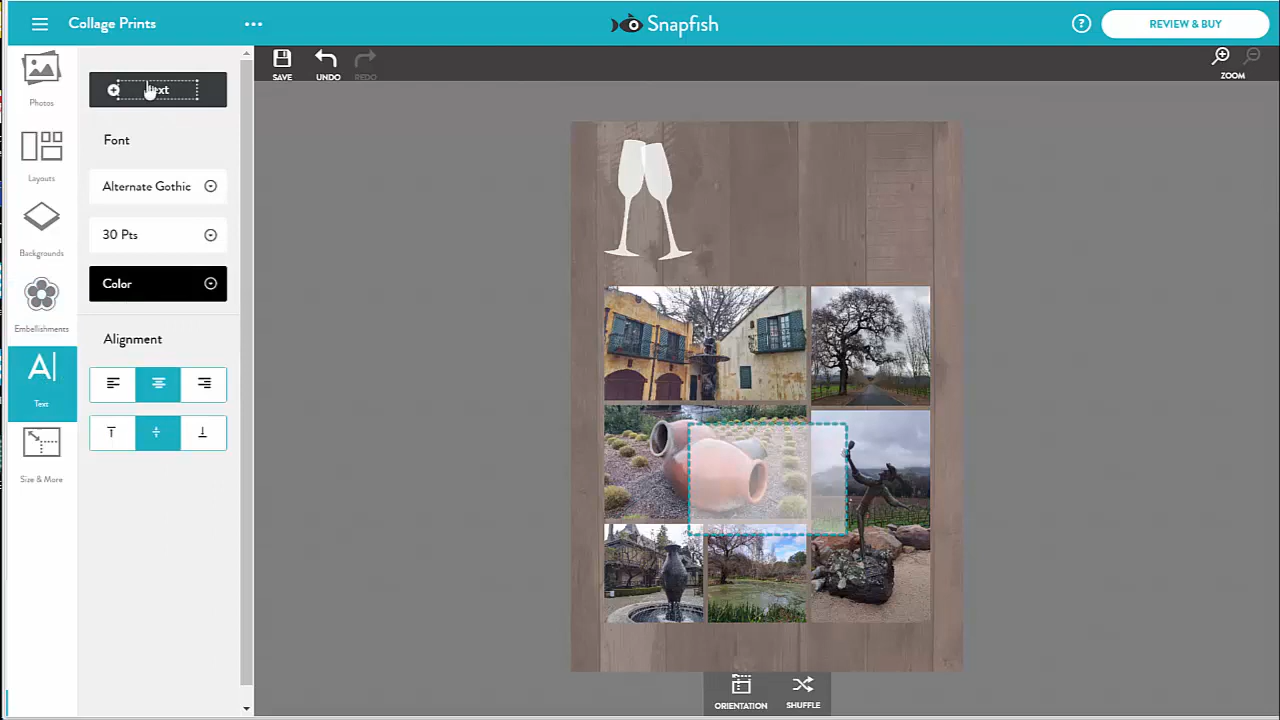 Collage Prints
Snapfish
REVIEW & BUY
Photos
Layouts
Backgrounds
Embellishments
Text
Size & More
Font
Alternate Gothic
30 Pts
Color
Alignment
SAVE
UNDO
REDO
ZOOM
ORIENTATION
SHUFFLE